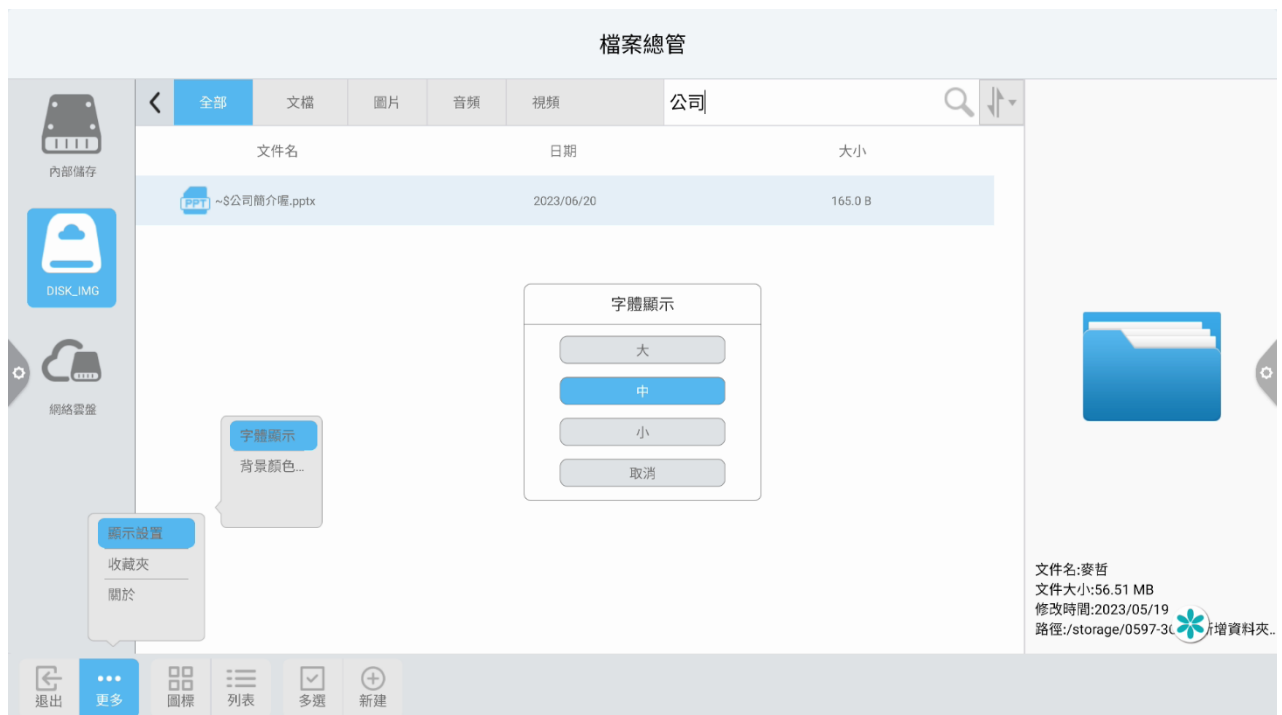 檔案總管
內部儲存
DISK_IMG
網絡雲盤
全部 文檔 圖片 音頻 視頻 公司
文件名 日期 大小
PPT ~$公司簡介喔.pptx 2023/06/20 165.0 B
字體顯示
大
中
小
取消
字體顯示
背景顏色...
顯示設置
收藏夾
關於
文件名:麥哲
文件大小:56.51 MB
修改時間:2023/05/19
路徑:/storage/0597-3 增資料夾...
退出 更多 圖標 列表 多選 新建